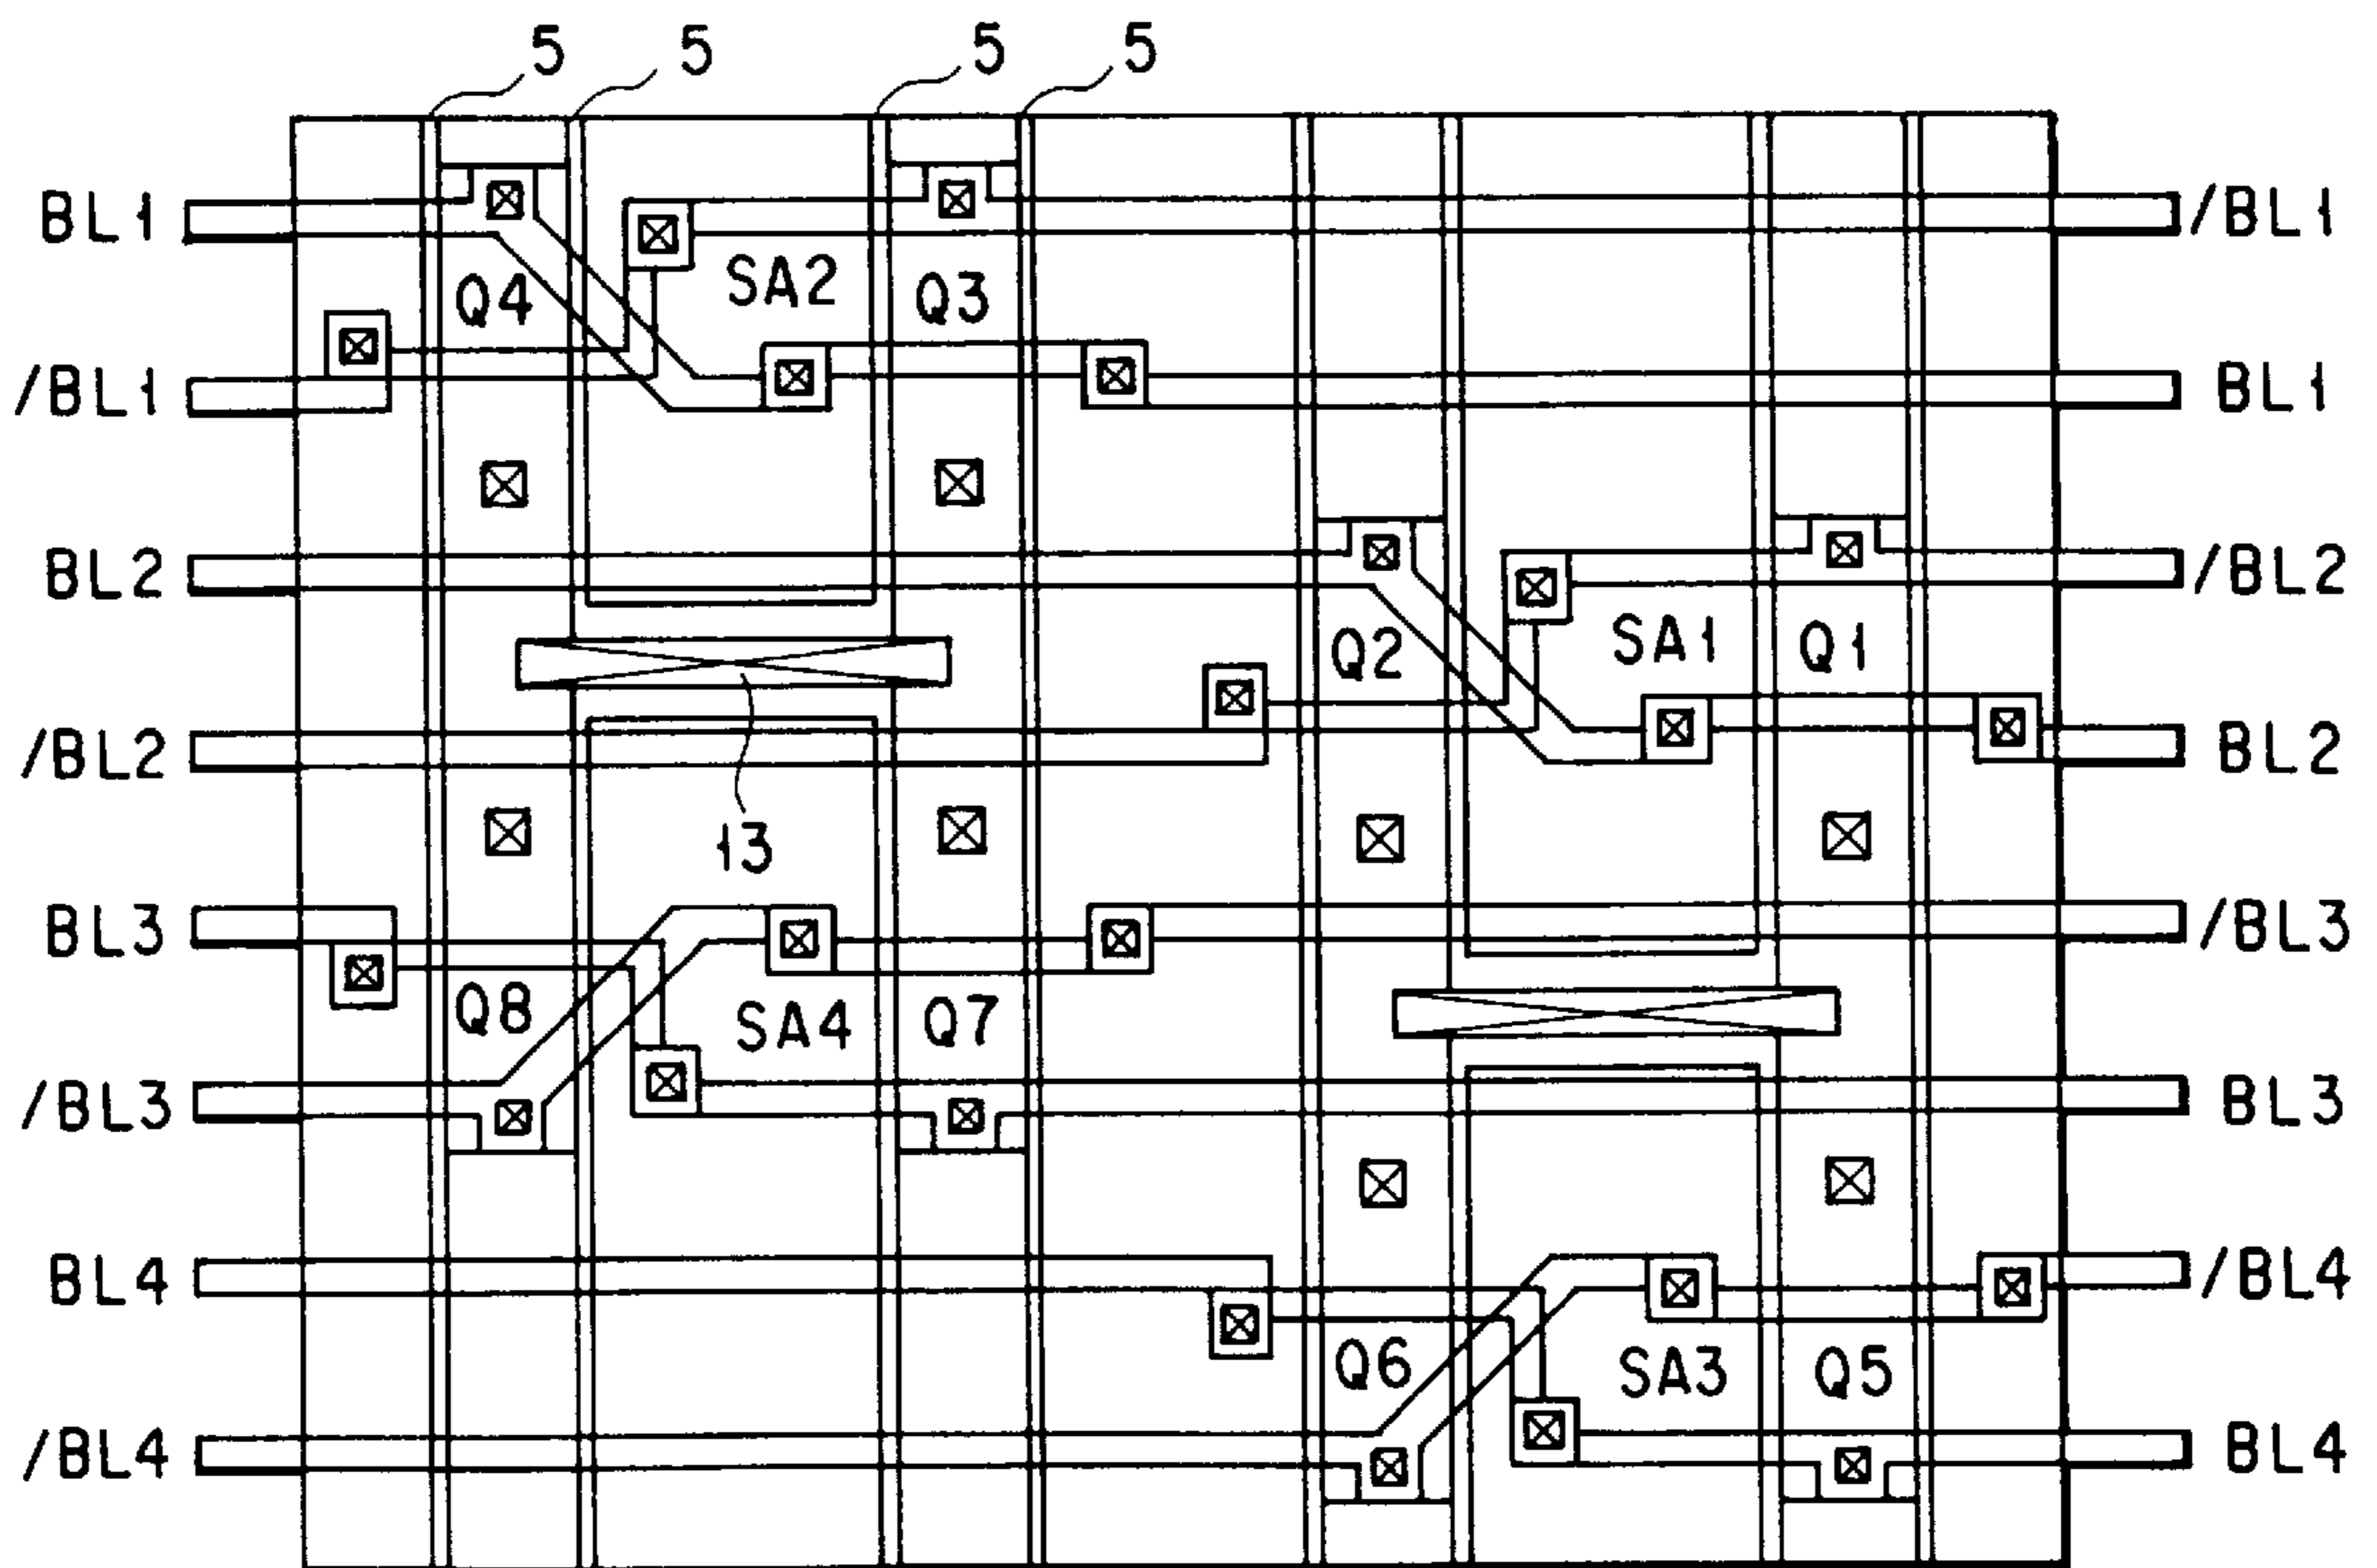 5 5 5 5
BL1 /BL1
Q4 SA2 Q3
/BL1 BL1
BL2 /BL2
Q2 SA1 Q1
/BL2 BL2
13
BL3 /BL3
Q8 SA4 Q7
/BL3 BL3
BL4 /BL4
Q6 SA3 Q5
/BL4 BL4